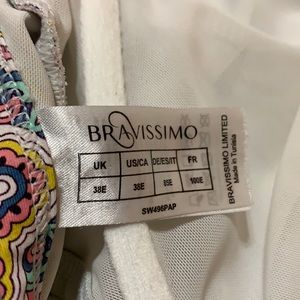 BRAVISSIMO
UK US/CA DE/ES/IT FR
38E 38E 85E 100E
SW496PAP
BRAVISSIMO LIMITED
Made in Tunisia